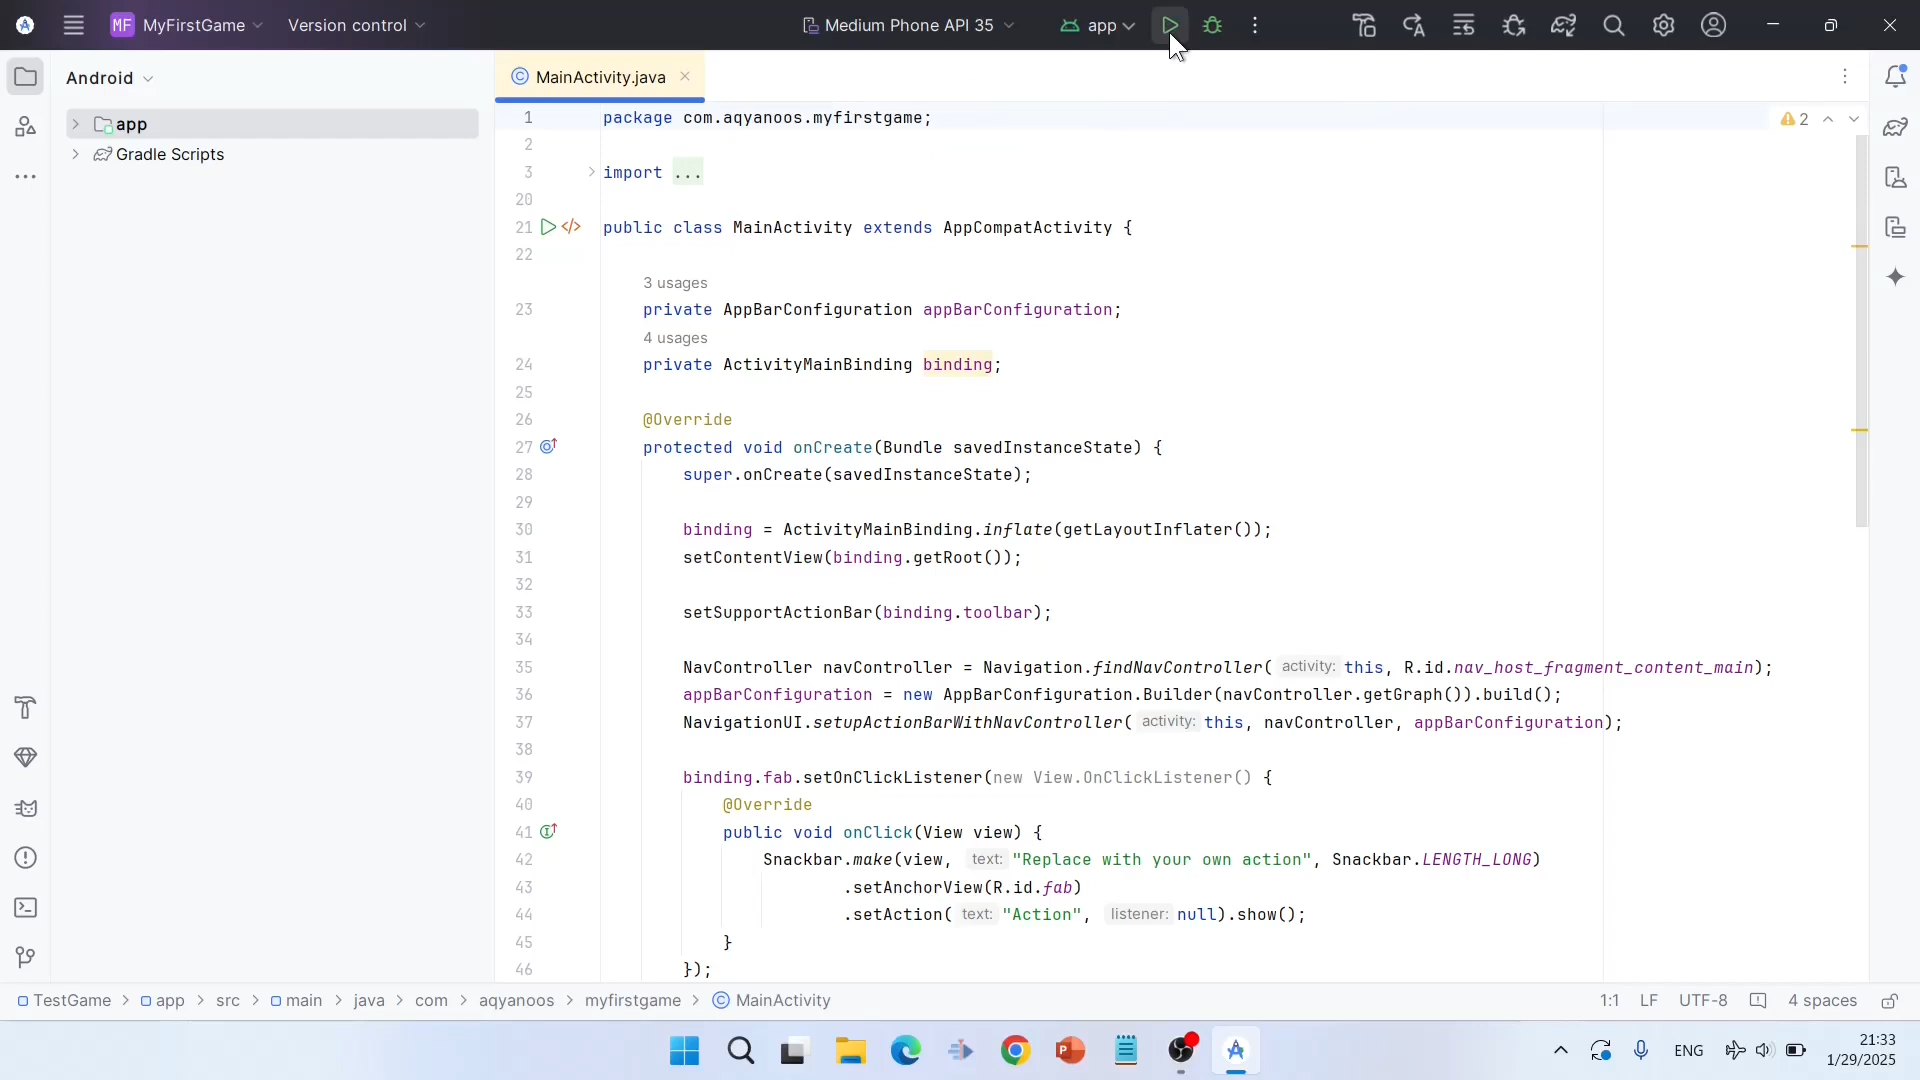 MF MyFirstGame Version control Medium Phone API 35 app
Android
MainActivity.java
app
Gradle Scripts
2
1 package com.aqyanoos.myfirstgame;
2
3 import ...
20
21 public class MainActivity extends AppCompatActivity {
22
3 usages
23 private AppBarConfiguration appBarConfiguration;
4 usages
24 private ActivityMainBinding binding;
25
26 @Override
27 protected void onCreate(Bundle savedInstanceState) {
28 super.onCreate(savedInstanceState);
29
30 binding = ActivityMainBinding.inflate(getLayoutInflater());
31 setContentView(binding.getRoot());
32
33 setSupportActionBar(binding.toolbar);
34
35 NavController navController = Navigation.findNavController( activity: this, R.id.nav_host_fragment_content_main);
36 appBarConfiguration = new AppBarConfiguration.Builder(navController.getGraph()).build();
37 NavigationUI.setupActionBarWithNavController( activity: this, navController, appBarConfiguration);
38
39 binding.fab.setOnClickListener(new View.OnClickListener() {
40 @Override
41 public void onClick(View view) {
42 Snackbar.make(view, text: "Replace with your own action", Snackbar.LENGTH_LONG)
43 .setAnchorView(R.id.fab)
44 .setAction( text: "Action", listener: null).show();
45 }
46 });
TestGame > app > src > main > java > com > aqyanoos > myfirstgame > MainActivity
1:1 LF UTF-8 4 spaces
ENG
21:33
1/29/2025